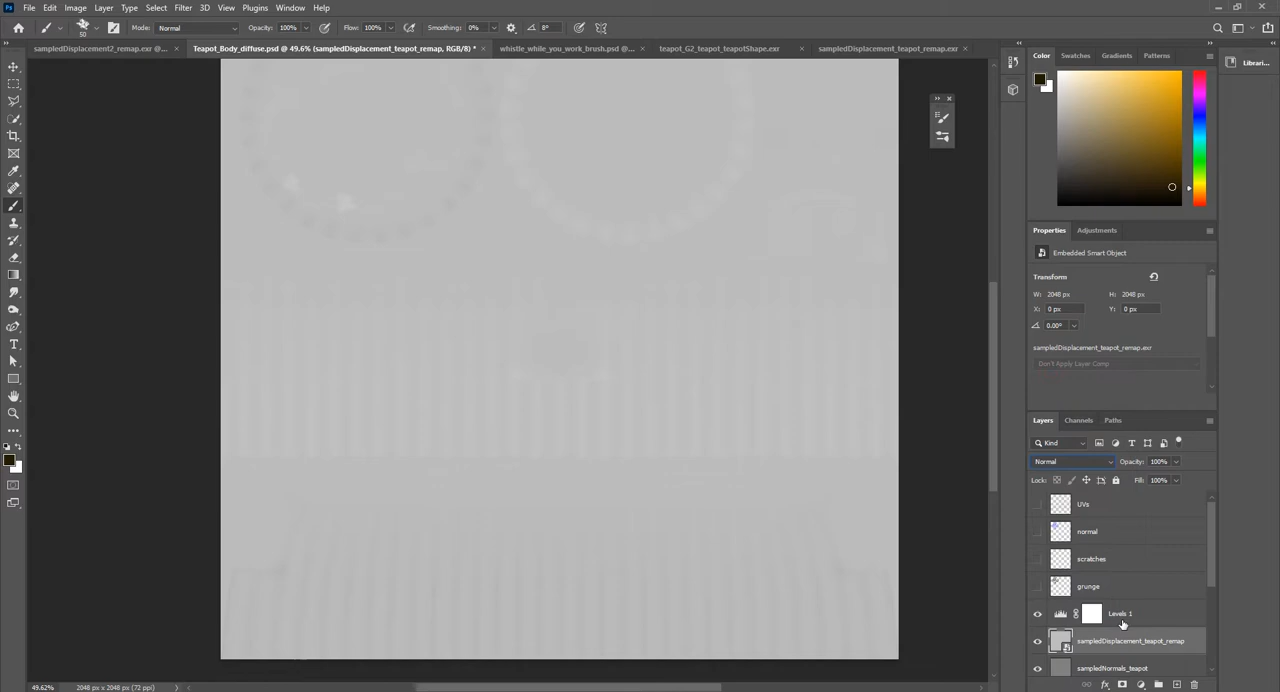 File Edit Image Layer Type Select Filter 3D View Plugins Window Help
50 Mode: Normal Opacity: 100% Flow: 100% Smoothing: 0% 8°
sampledDisplacement2_remap.exr @... × Teapot_Body_diffuse.psd @ 49.6% (sampledDisplacement_teapot_remap, RGB/8) * × whistle_while_you_work_brush.psd @... × teapot_G2_teapot_teapotShape.exr × sampledDisplacement_teapot_remap.exr ×
Color Swatches Gradients Patterns
Librari...
Properties Adjustments
Embedded Smart Object
Transform
W: 2048 px H: 2048 px
X: 0 px Y: 0 px
0.00°
sampledDisplacement_teapot_remap.exr
Don't Apply Layer Comp
Layers Channels Paths
Kind
Normal Opacity: 100%
Lock: Fill: 100%
UVs
normal
scratches
grunge
Levels 1
sampledDisplacement_teapot_remap
sampledNormals_teapot
49.62% 2048 px x 2048 px (72 ppi)